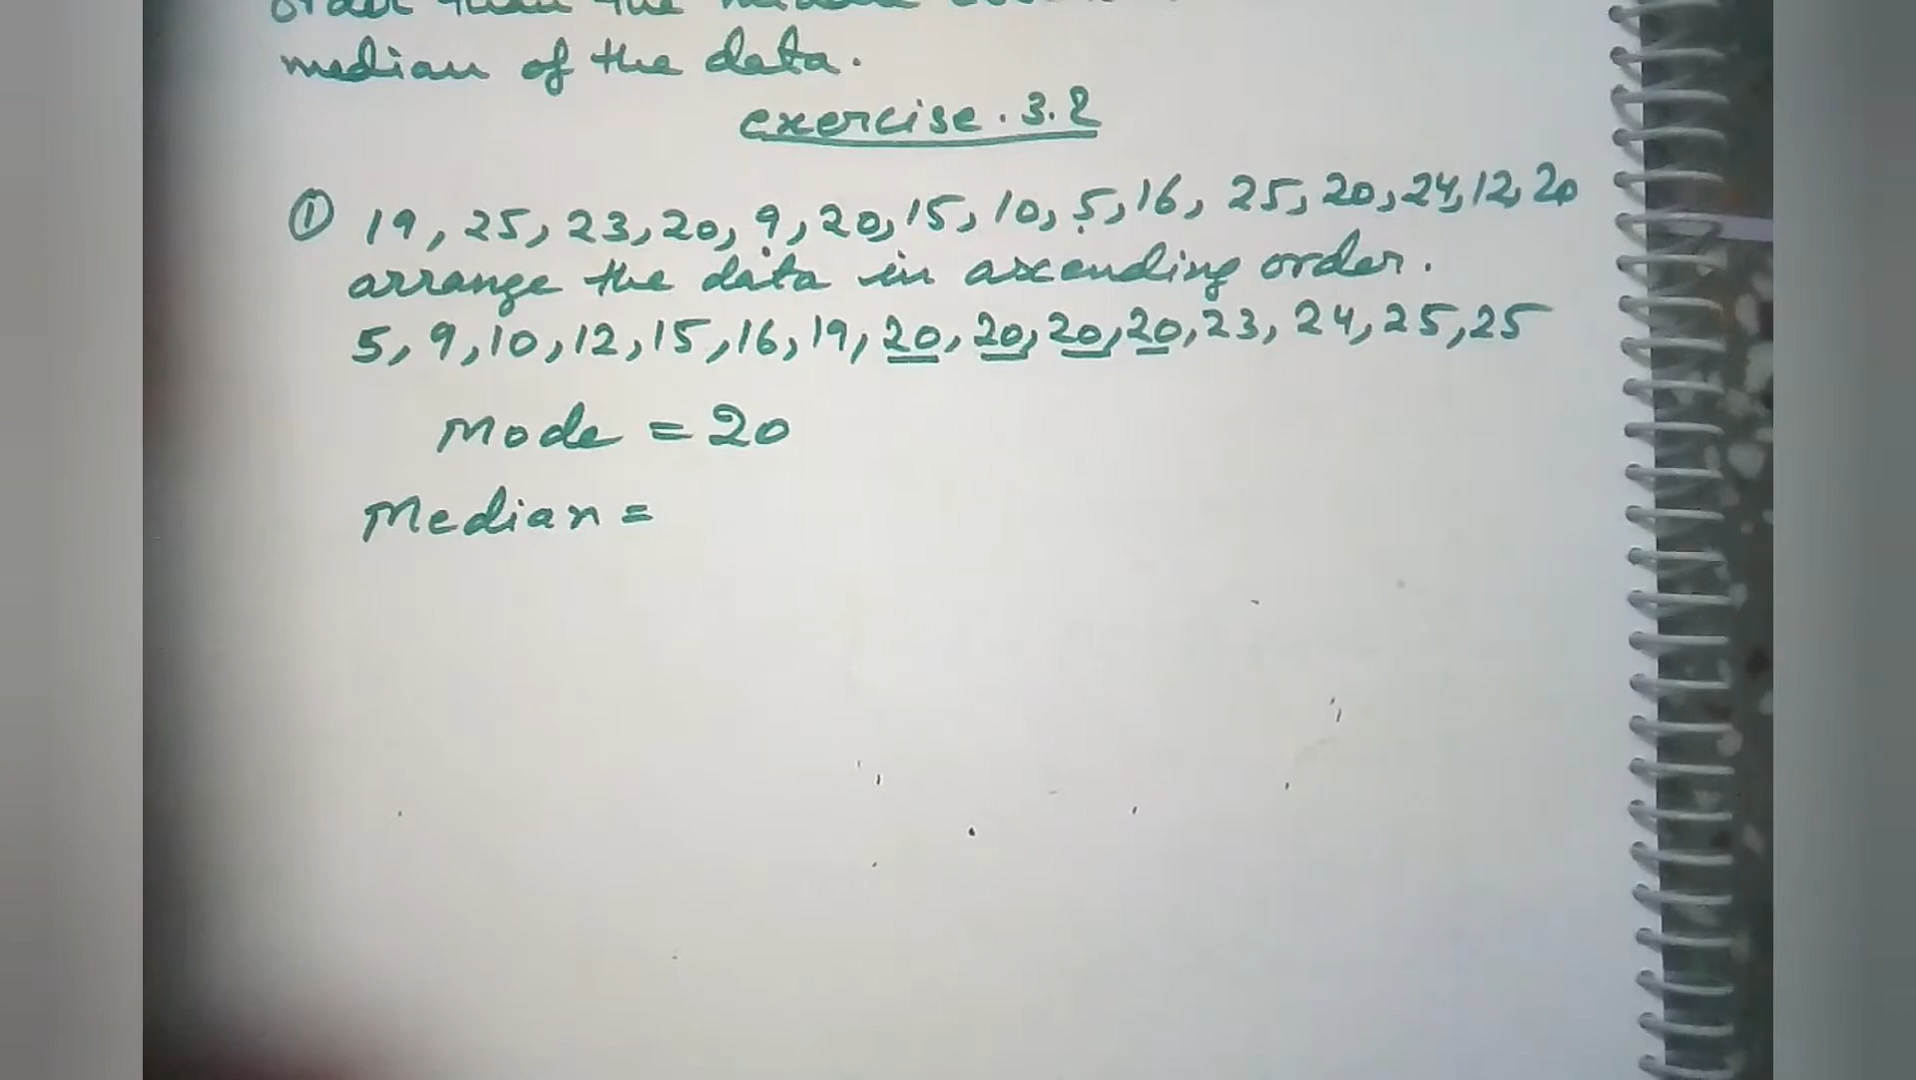 than the
median of the data.
exercise. 3.2
① 19, 25, 23, 20, 9, 20, 15, 10, 5, 16, 25, 20, 24, 12, 20
arrange the data in ascending order.
5, 9, 10, 12, 15, 16, 19, 20, 20, 20, 20, 23, 24, 25, 25
Mode = 20
Median =